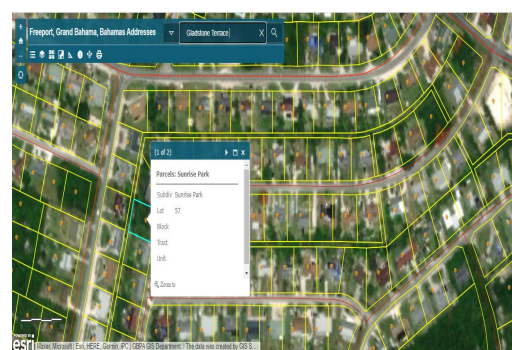 Freeport, Grand Bahama, Bahamas Addresses
Gladstone Terrace
(1 of 2)
Parcels: Sunrise Park
Subdiv Sunrise Park
Lot 57
Block
Tract
Unit
Zoom to
POWERED BY
esri
Maxar, Microsoft | Esri, HERE, Garmin, iPC | GBPA GIS Department. | The data was created by GIS S...